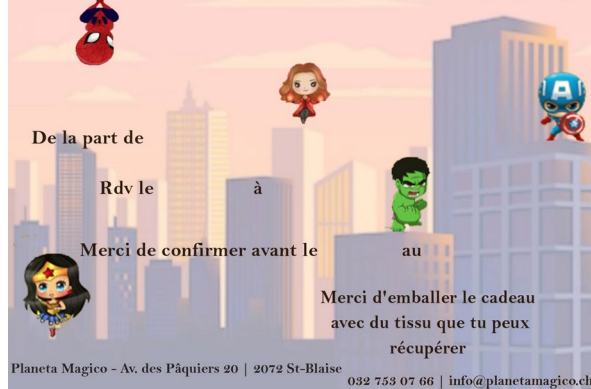 De la part de
Rdv le à
Merci de confirmer avant le au
Merci d'emballer le cadeau
avec du tissu que tu peux
récupérer
Planeta Magico - Av. des Pâquiers 20 | 2072 St-Blaise
032 753 07 66 | info@planetamagico.ch